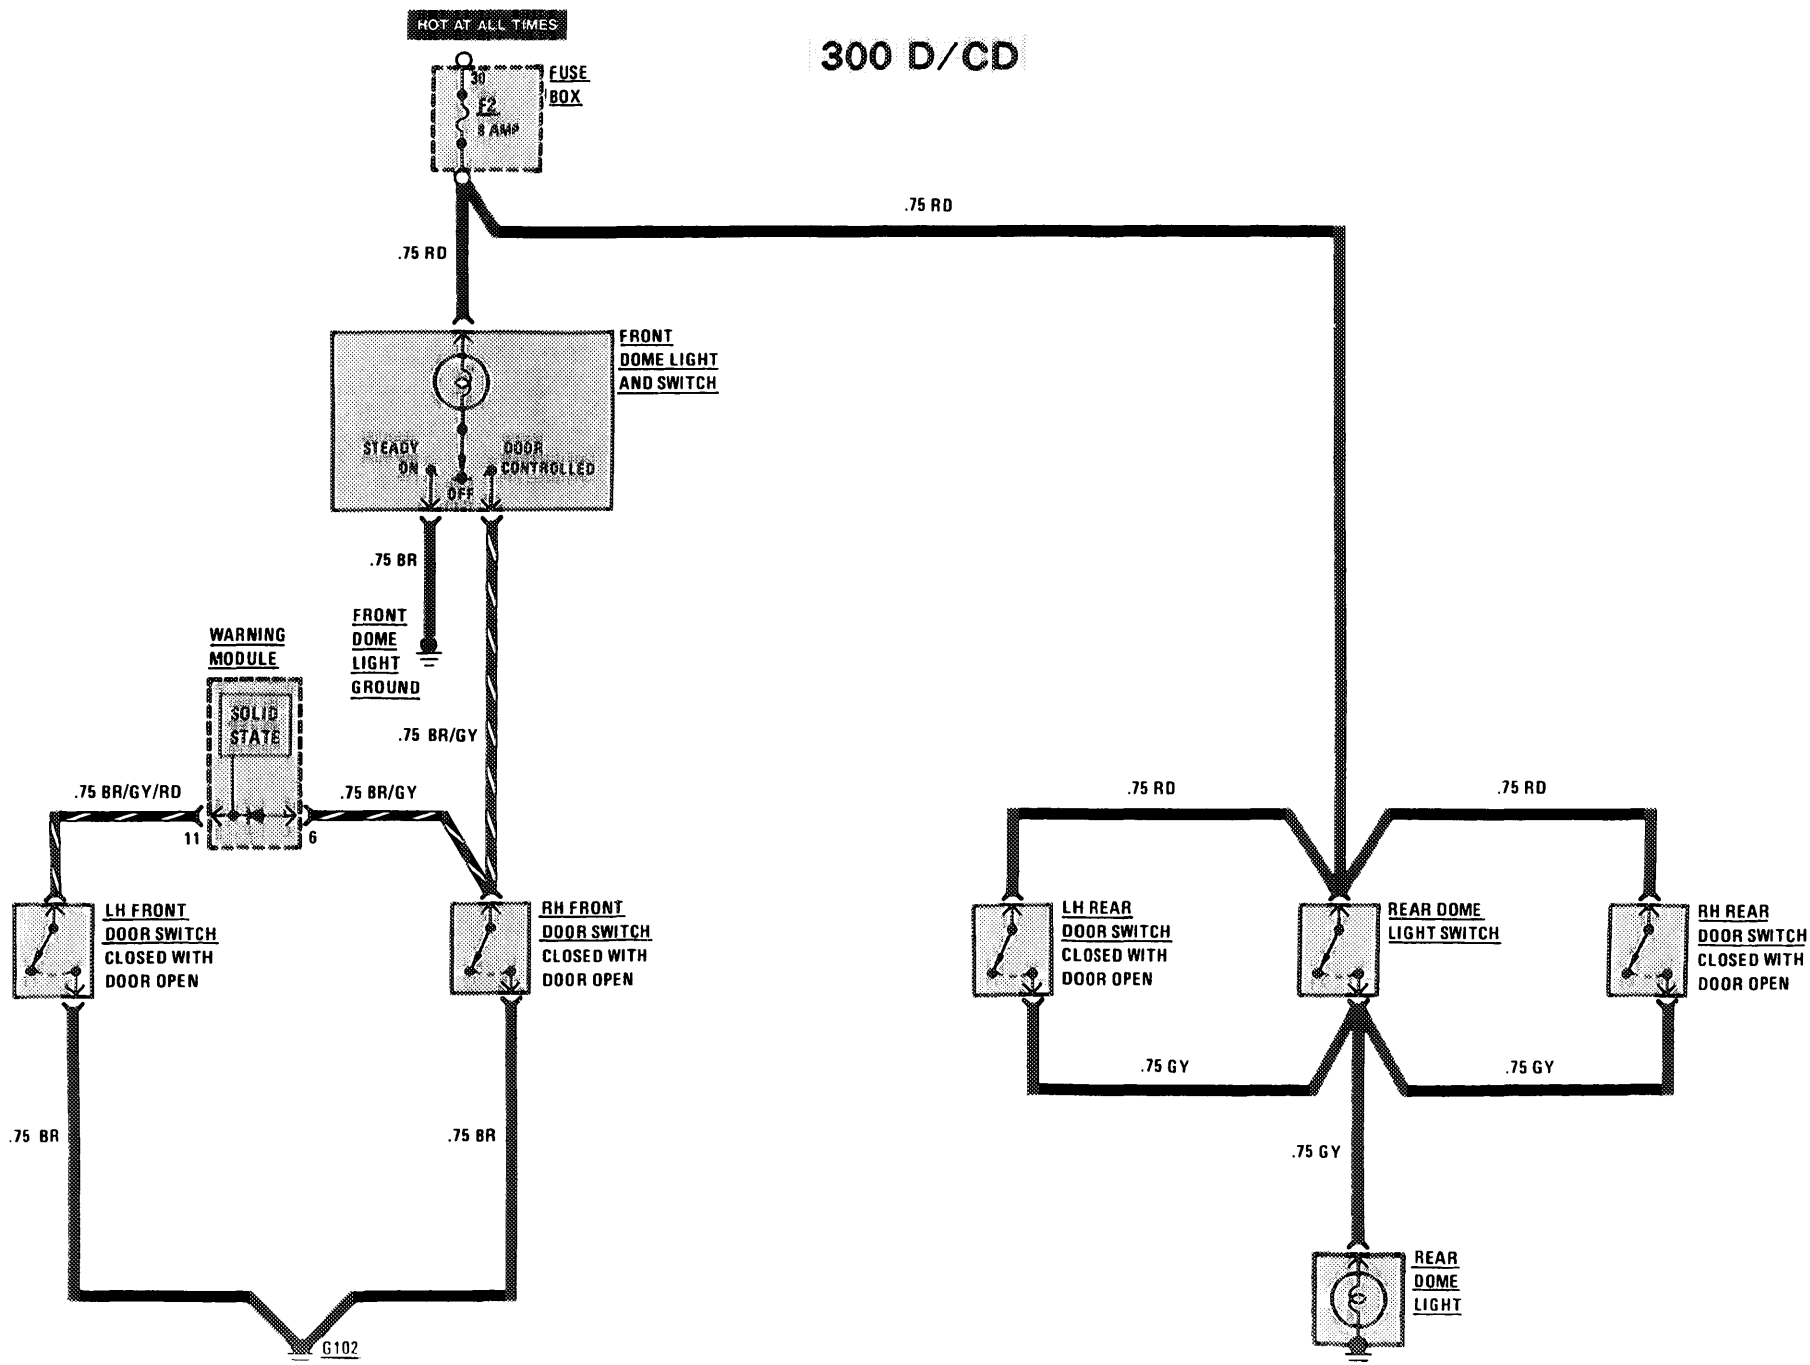 HOT AT ALL TIMES
300 D/CD
30
FUSE
BOX
F2
8 AMP
.75 RD
.75 RD
FRONT
DOME LIGHT
AND SWITCH
STEADY
ON
DOOR
CONTROLLED
OFF
.75 BR
FRONT
DOME
LIGHT
GROUND
WARNING
MODULE
SOLID
STATE
.75 BR/GY
.75 BR/GY/RD
.75 BR/GY
11
6
.75 RD
.75 RD
LH FRONT
DOOR SWITCH
CLOSED WITH
DOOR OPEN
RH FRONT
DOOR SWITCH
CLOSED WITH
DOOR OPEN
LH REAR
DOOR SWITCH
CLOSED WITH
DOOR OPEN
REAR DOME
LIGHT SWITCH
RH REAR
DOOR SWITCH
CLOSED WITH
DOOR OPEN
.75 GY
.75 GY
.75 BR
.75 BR
.75 GY
REAR
DOME
LIGHT
G102